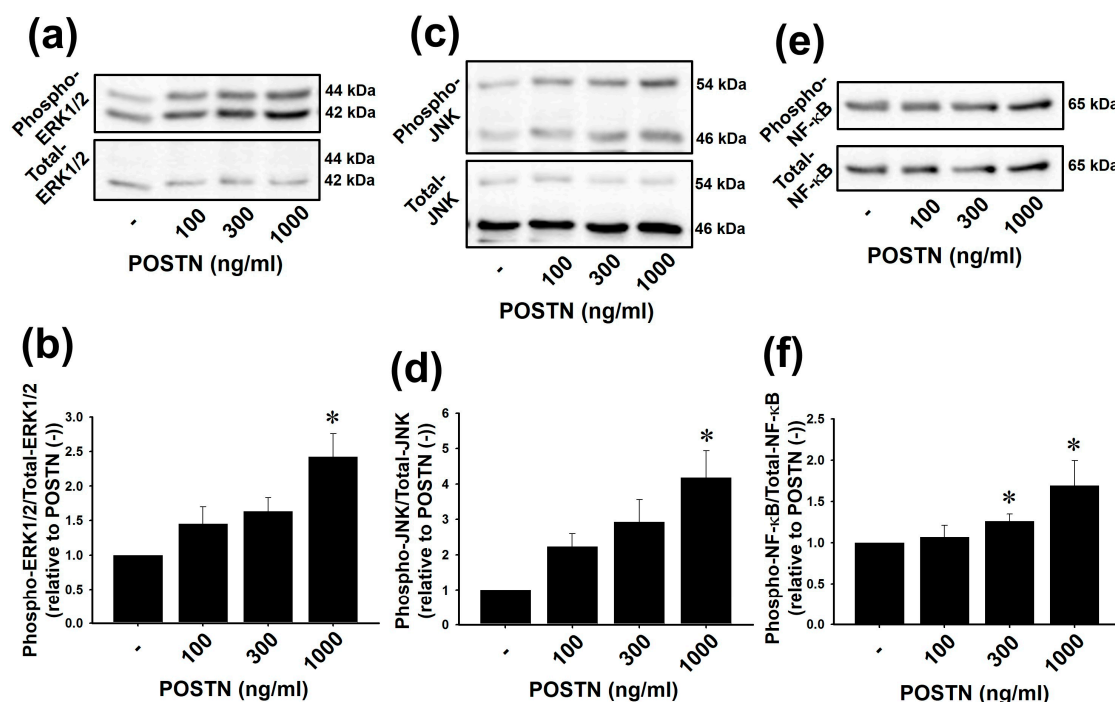 (a)
Phospho-
ERK1/2
44 kDa
42 kDa
Total-
ERK1/2
44 kDa
42 kDa
- 100 300 1000
POSTN (ng/ml)
(c)
Phospho-
JNK
54 kDa
46 kDa
Total-
JNK
54 kDa
46 kDa
- 100 300 1000
POSTN (ng/ml)
(e)
Phospho-
NF-κB
65 kDa
Total-
NF-κB
65 kDa
- 100 300 1000
POSTN (ng/ml)
(b)
Phospho-ERK1/2/Total-ERK1/2
(relative to POSTN (-))
3.0
2.5
2.0
1.5
1.0
0.5
0.0
*
- 100 300 1000
POSTN (ng/ml)
(d)
Phospho-JNK/Total-JNK
(relative to POSTN (-))
6
5
4
3
2
1
0
*
- 100 300 1000
POSTN (ng/ml)
(f)
Phospho-NF-κB/Total-NF-κB
(relative to POSTN (-))
2.5
2.0
1.5
1.0
0.5
0.0
* *
- 100 300 1000
POSTN (ng/ml)